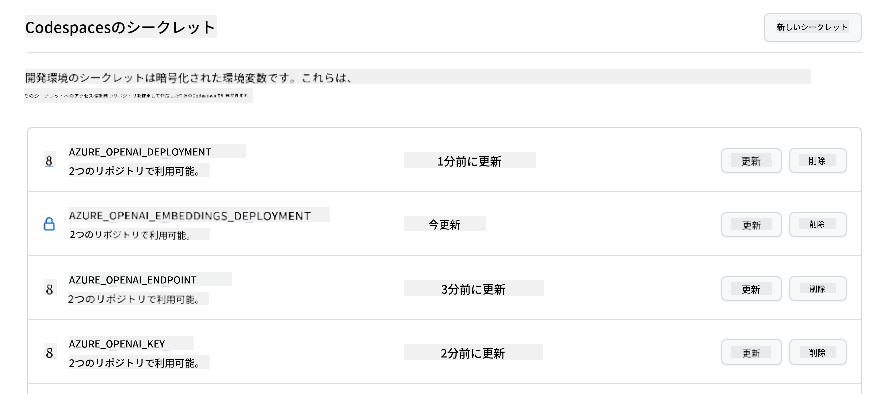 Codespacesのシークレット
新しいシークレット
開発環境のシークレットは暗号化された環境変数です。これらは、
8 AZURE_OPENAI_DEPLOYMENT
2つのリポジトリで利用可能。
1分前に更新
更新
削除
AZURE_OPENAI_EMBEDDINGS_DEPLOYMENT
2つのリポジトリで利用可能。
今更新
更新
削除
8 AZURE_OPENAI_ENDPOINT
2つのリポジトリで利用可能。
3分前に更新
更新
削除
8 AZURE_OPENAI_KEY
2つのリポジトリで利用可能。
2分前に更新
更新
削除